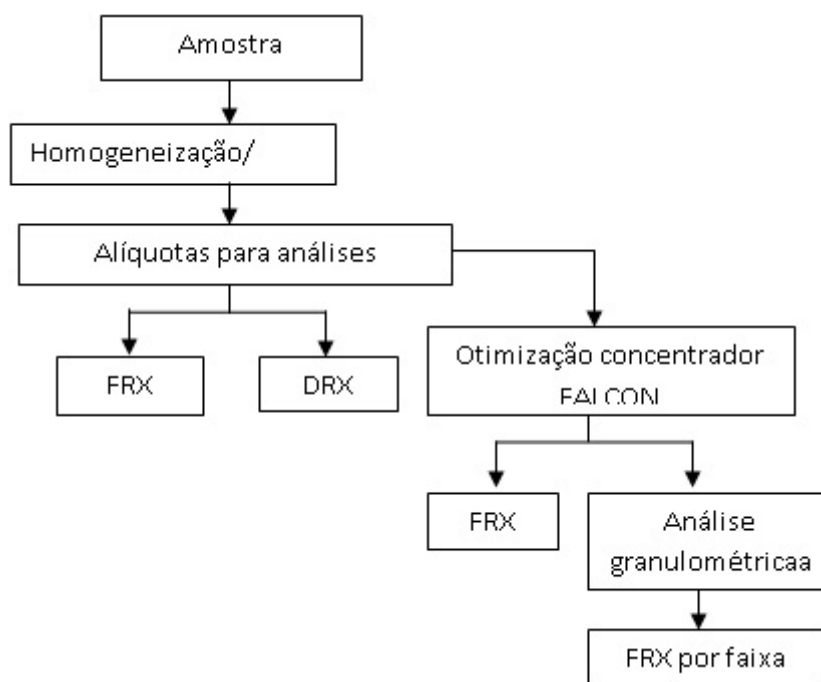 Amostra
Homogeneização/
Alíquotas para análises
FRX
DRX
Otimização concentrador
FALCON
FRX
Análise
granulométricaa
FRX por faixa